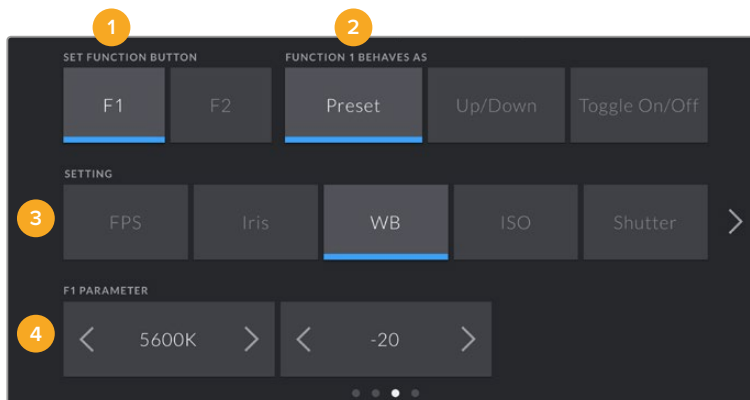 1 2
SET FUNCTION BUTTON FUNCTION 1 BEHAVES AS
F1 F2 Preset Up/Down Toggle On/Off
SETTING
3 FPS Iris WB ISO Shutter
F1 PARAMETER
4 5600K -20